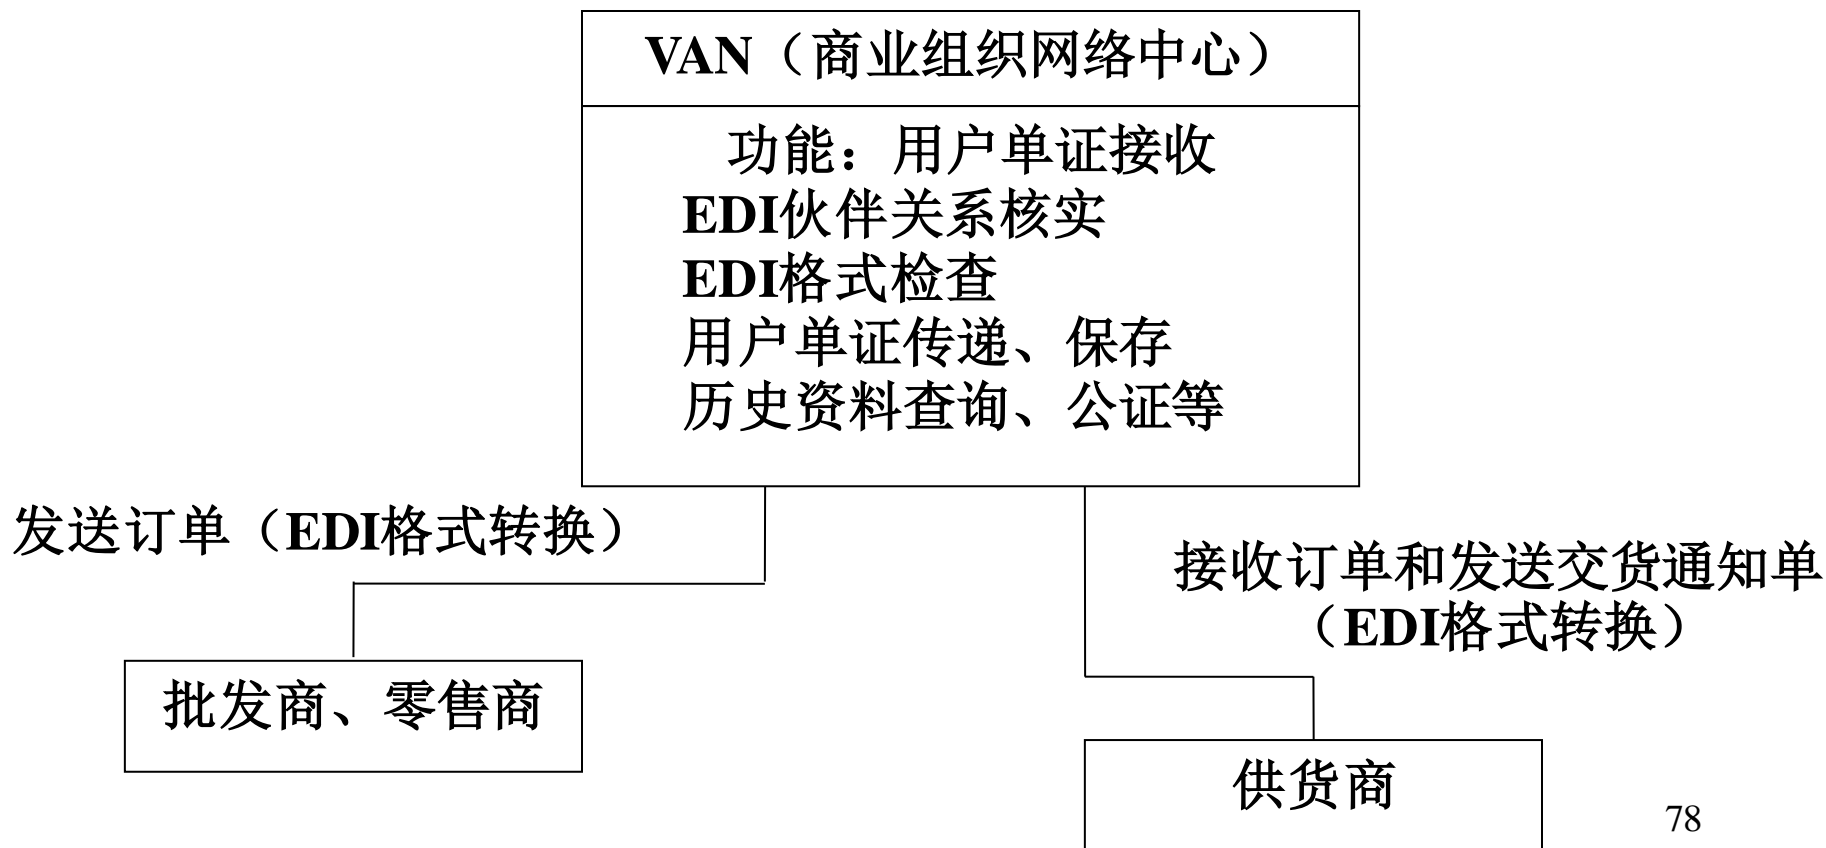 VAN（商业组织网络中心）
功能：用户单证接收
EDI伙伴关系核实
EDI格式检查
用户单证传递、保存
历史资料查询、公证等
发送订单（EDI格式转换）
接收订单和发送交货通知单
（EDI格式转换）
批发商、零售商
供货商
78